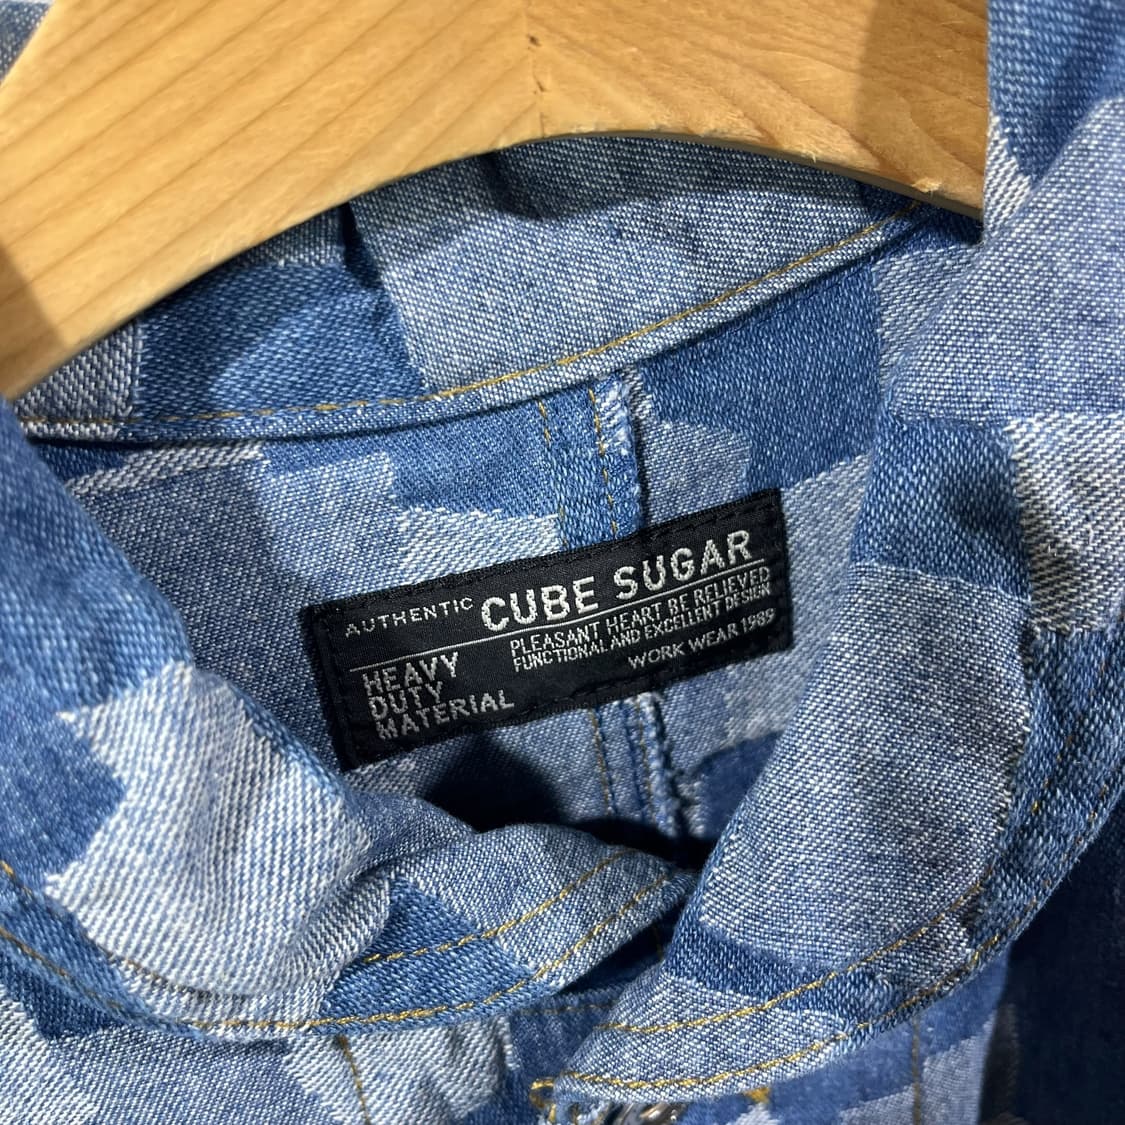 AUTHENTIC CUBE SUGAR
HEAVY
DUTY
MATERIAL
PLEASANT HEART BE RELIEVED
FUNCTIONAL AND EXCELLENT DESIGN
WORK WEAR 1989